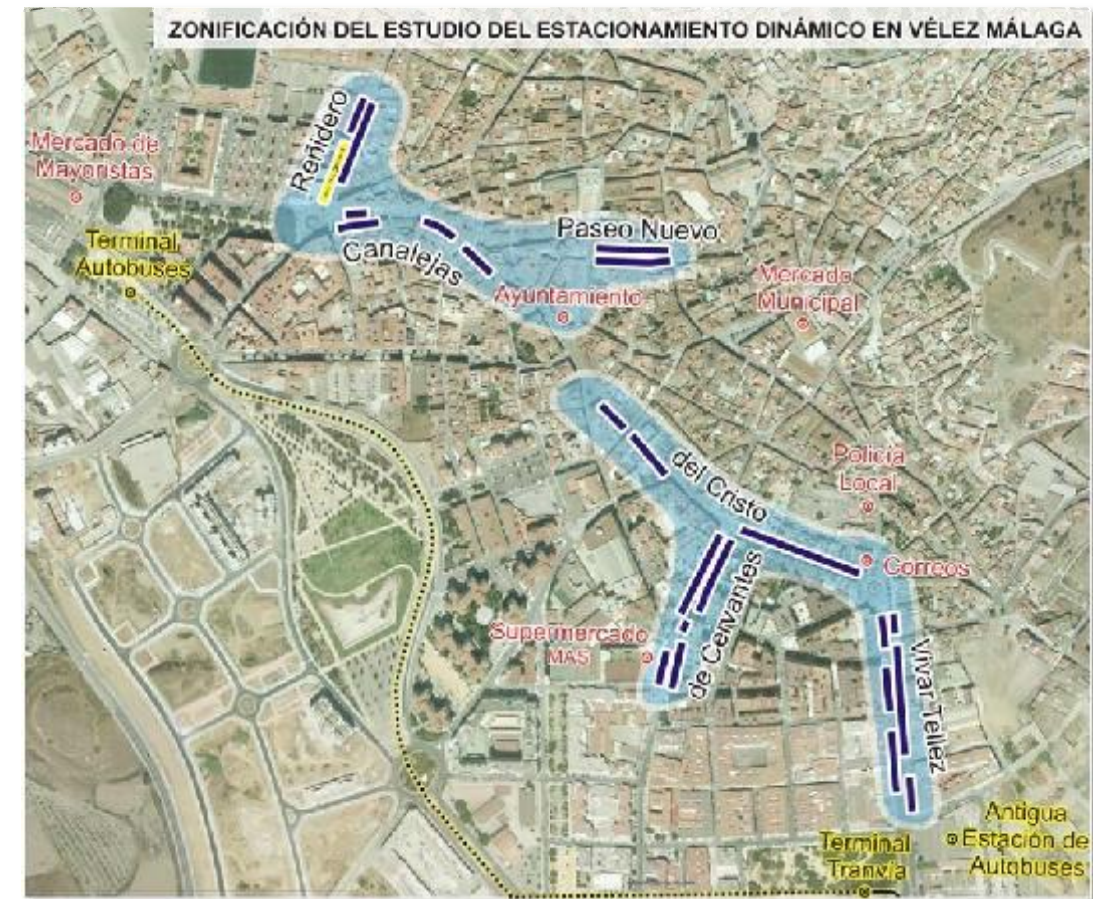 ZONIFICACIÓN DEL ESTUDIO DEL ESTACIONAMIENTO DINÁMICO EN VÉLEZ MÁLAGA
Reñidero
Mercado de
Mayoristas
Terminal
Autobuses
Canalejas
Paseo Nuevo
Ayuntamiento
Mercado
Municipal
del Cristo
Policía
Local
Correos
Supermercado
MAS
de Cervantes
Vivar Tellez
Antigua
Estación de
Autobuses
Terminal
Tranvía